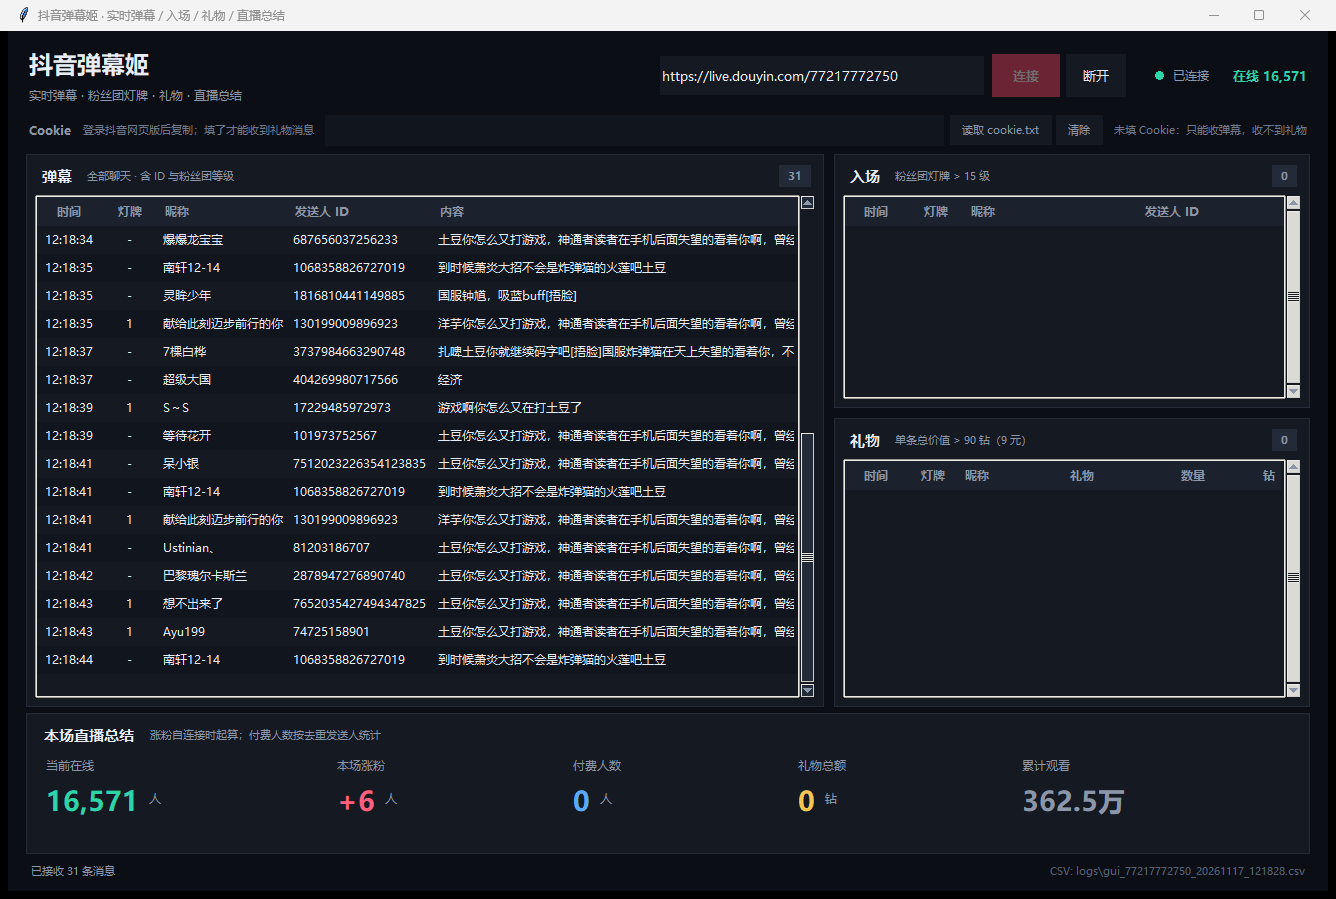 抖音弹幕姬 · 实时弹幕 / 入场 / 礼物 / 直播总结
抖音弹幕姬
实时弹幕 · 粉丝团灯牌 · 礼物 · 直播总结
https://live.douyin.com/77217772750 连接 断开 已连接 在线 16,571
Cookie 登录抖音网页版后复制；填了才能收到礼物消息 读取 cookie.txt 清除 未填 Cookie：只能收弹幕，收不到礼物
弹幕 全部聊天 · 含 ID 与粉丝团等级 31
时间 灯牌 昵称 发送人 ID 内容
12:18:34 - 爆爆龙宝宝 687656037256233 土豆你怎么又打游戏，神通者读者在手机后面失望的看着你啊，曾经
12:18:35 - 南轩12-14 1068358826727019 到时候萧炎大招不会是炸弹猫的火莲吧土豆
12:18:35 - 灵眸少年 1816810441149885 国服钟馗，吸蓝buff[捂脸]
12:18:35 1 献给此刻迈步前行的你 130199009896923 洋芋你怎么又打游戏，神通者读者在手机后面失望的看着你啊，曾经
12:18:37 - 7棵白桦 3737984663290748 扎啤土豆你就继续码字吧[捂脸]国服炸弹猫在天上失望的看着你，不
12:18:37 - 超级大国 404269980717566 经济
12:18:39 1 S～S 17229485972973 游戏啊你怎么又在打土豆了
12:18:39 - 等待花开 101973752567 土豆你怎么又打游戏，神通者读者在手机后面失望的看着你啊，曾经
12:18:41 - 呆小银 7512023226354123835 土豆你怎么又打游戏，神通者读者在手机后面失望的看着你啊，曾经
12:18:41 - 南轩12-14 1068358826727019 到时候萧炎大招不会是炸弹猫的火莲吧土豆
12:18:41 1 献给此刻迈步前行的你 130199009896923 洋芋你怎么又打游戏，神通者读者在手机后面失望的看着你啊，曾经
12:18:41 - Ustinian、 81203186707 土豆你怎么又打游戏，神通者读者在手机后面失望的看着你啊，曾经
12:18:42 - 巴黎瑰尔卡斯兰 2878947276890740 土豆你怎么又打游戏，神通者读者在手机后面失望的看着你啊，曾经
12:18:43 1 想不出来了 7652035427494347825 土豆你怎么又打游戏，神通者读者在手机后面失望的看着你啊，曾经
12:18:43 1 Ayu199 74725158901 土豆你怎么又打游戏，神通者读者在手机后面失望的看着你啊，曾经
12:18:44 - 南轩12-14 1068358826727019 到时候萧炎大招不会是炸弹猫的火莲吧土豆
入场 粉丝团灯牌 > 15 级 0
时间 灯牌 昵称 发送人 ID
礼物 单条总价值 > 90 钻（9 元） 0
时间 灯牌 昵称 礼物 数量 钻
本场直播总结 涨粉自连接时起算；付费人数按去重发送人统计
当前在线 本场涨粉 付费人数 礼物总额 累计观看
16,571 人 +6 人 0 人 0 钻 362.5万
已接收 31 条消息 CSV: logs\gui_77217772750_20261117_121828.csv